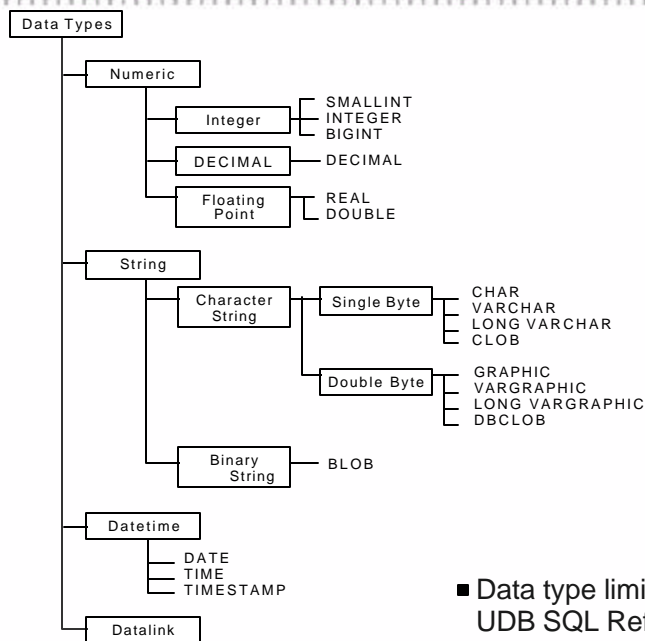 Data Types
Numeric
Integer
SMALLINT
INTEGER
BIGINT
DECIMAL
DECIMAL
Floating
Point
REAL
DOUBLE
String
Character
String
Single Byte
CHAR
VARCHAR
LONG VARCHAR
CLOB
Double Byte
GRAPHIC
VARGRAPHIC
LONG VARGRAPHIC
DBCLOB
Binary
String
BLOB
Datetime
DATE
TIME
TIMESTAMP
Datalink
■ Data type
UDB SQL